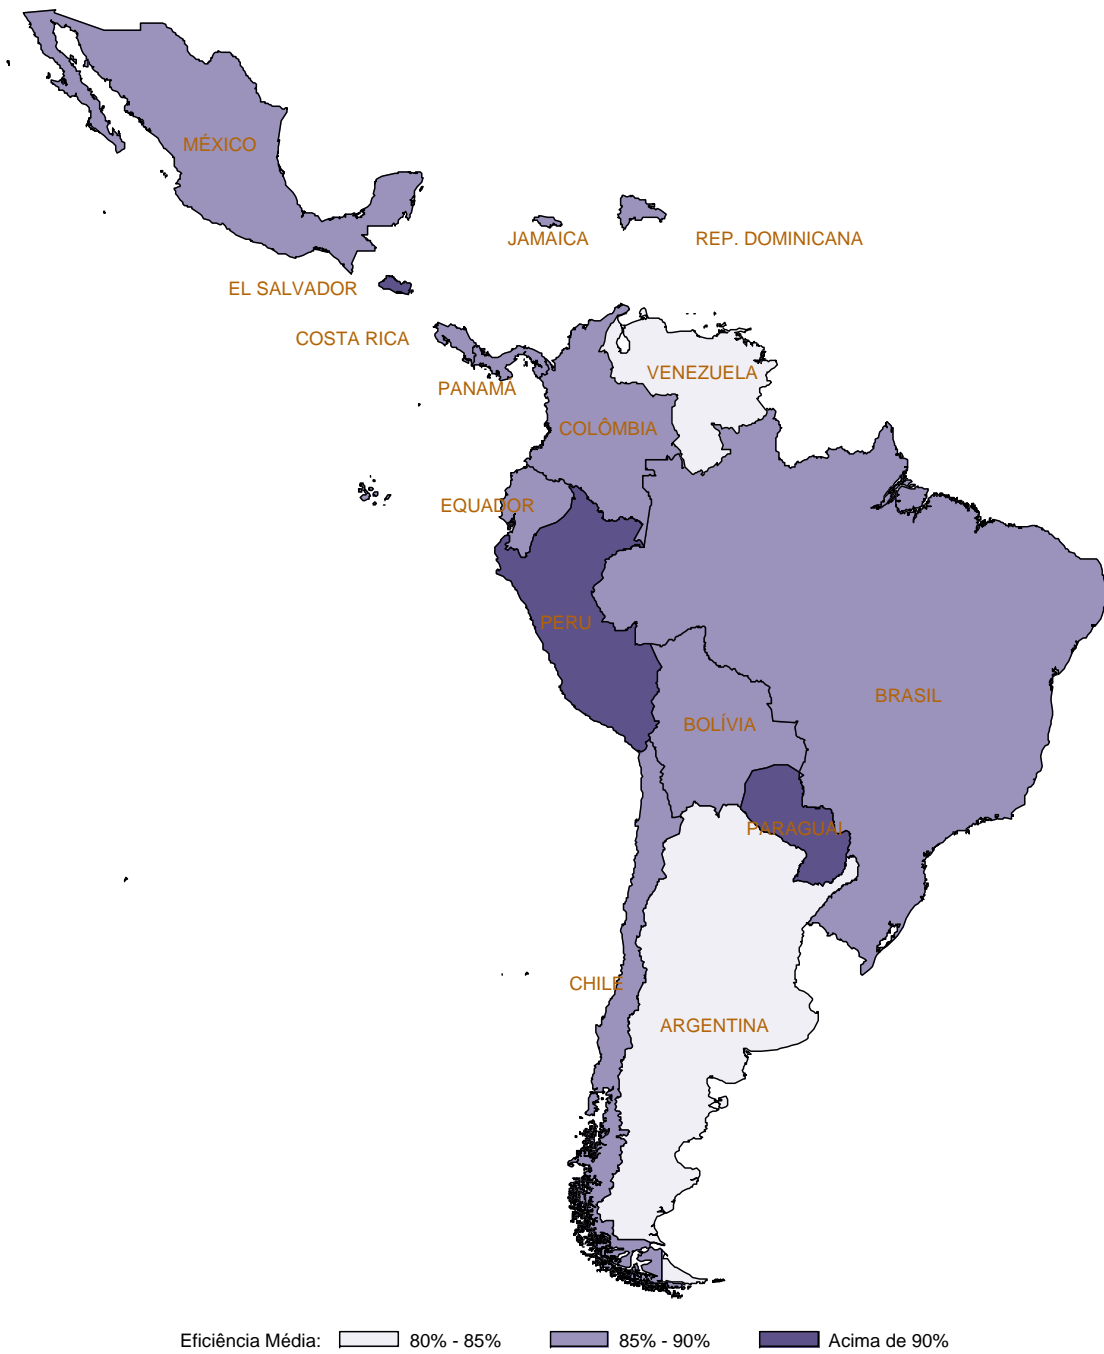 MÉXICO
JAMAICA
REP. DOMINICANA
EL SALVADOR
COSTA RICA
VENEZUELA
PANAMÁ
COLÔMBIA
EQUADOR
PERU
BRASIL
BOLÍVIA
PARAGUAI
CHILE
ARGENTINA
Eficiência Média: 80% - 85% 85% - 90% Acima de 90%